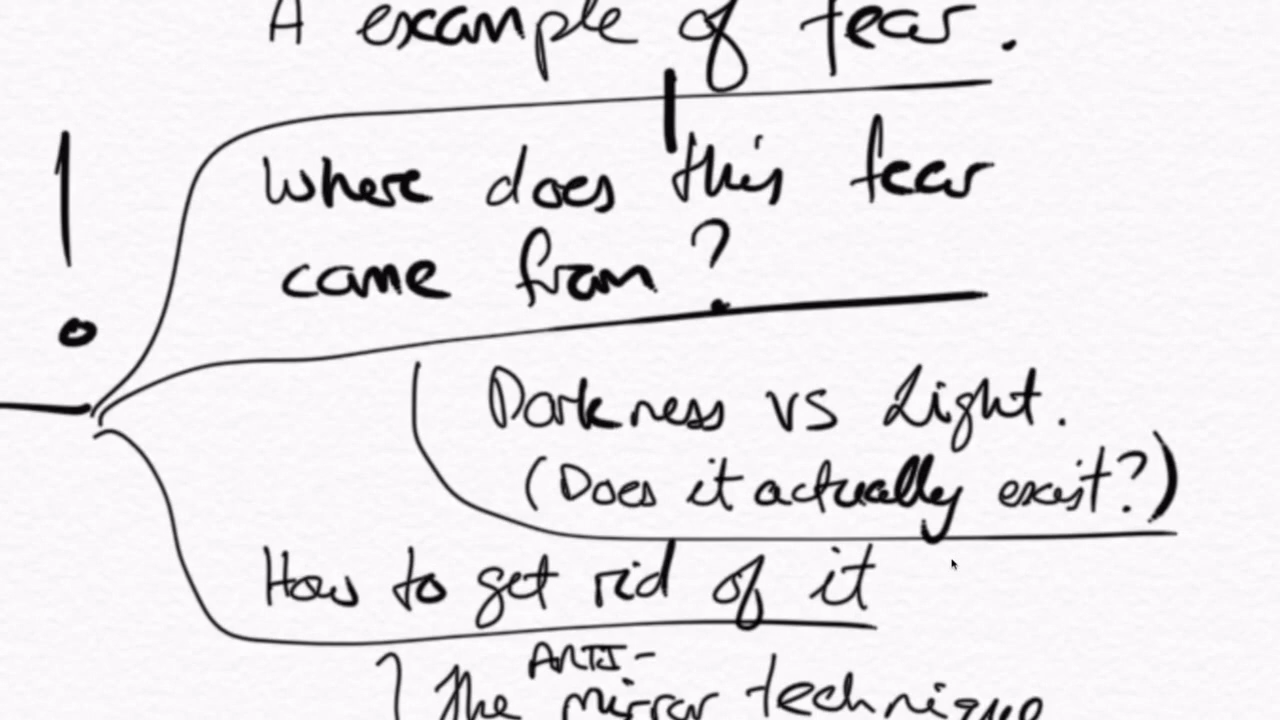 A example of fear.
Where does this fear
came from?
Darkness vs Light.
(Does it actually exist?)
How to get rid of it
ANTI-
The mirror technique